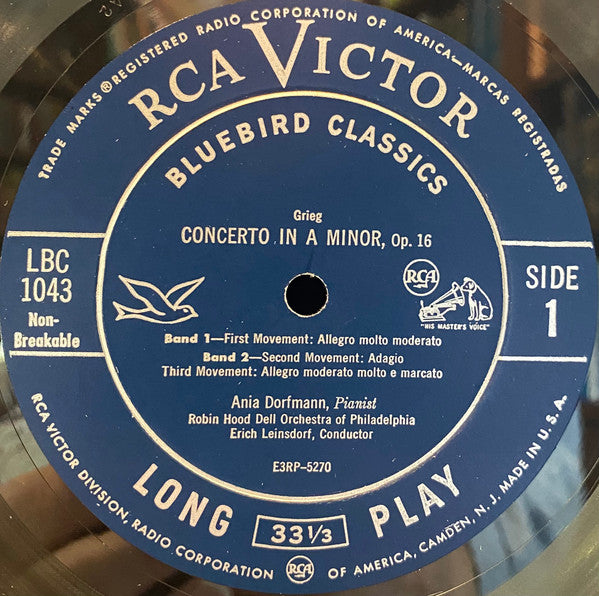 TRADE MARKS ® REGISTERED RADIO CORPORATION OF AMERICA—MARCAS REGISTRADAS
RCA VICTOR
BLUEBIRD CLASSICS
Grieg
CONCERTO IN A MINOR, Op. 16
LBC
1043
Non-
Breakable
RCA
"HIS MASTER'S VOICE"
SIDE
1
Band 1—First Movement: Allegro molto moderato
Band 2—Second Movement: Adagio
Third Movement: Allegro moderato molto e marcato
Ania Dorfmann, Pianist
Robin Hood Dell Orchestra of Philadelphia
Erich Leinsdorf, Conductor
E3RP-5270
LONG PLAY
33 1/3
RCA VICTOR DIVISION, RADIO CORPORATION RCA OF AMERICA, CAMDEN, N. J. MADE IN U. S. A.